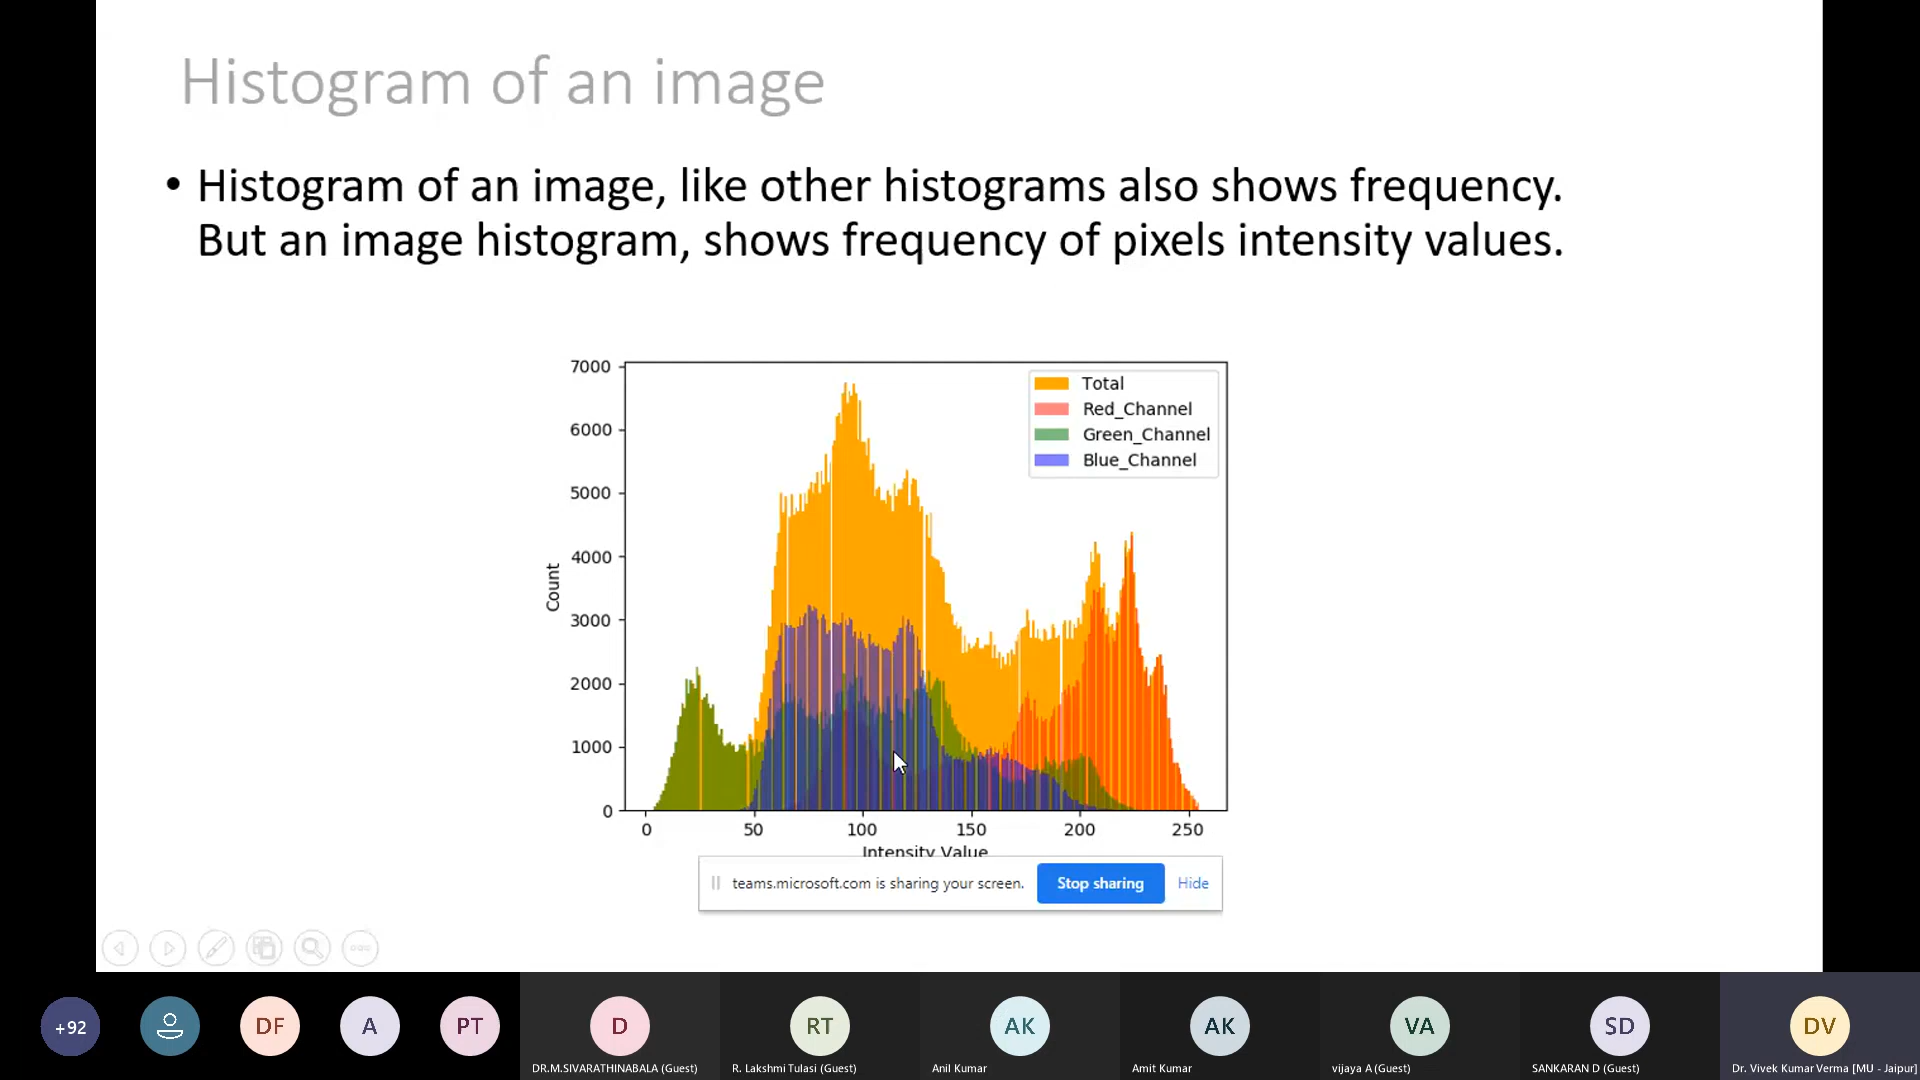 Histogram of an image
• Histogram of an image, like other histograms also shows frequency.
But an image histogram, shows frequency of pixels intensity values.
7000
6000
5000
4000
3000
2000
1000
0
Count
Total
Red_Channel
Green_Channel
Blue_Channel
0 50 100 150 200 250
Intensity Value
teams.microsoft.com is sharing your screen. Stop sharing Hide
+92 DF A PT D RT AK AK VA SD DV
DR.M.SIVARATHINABALA (Guest) R. Lakshmi Tulasi (Guest) Anil Kumar Amit Kumar vijaya A (Guest) SANKARAN D (Guest) Dr. Vivek Kumar Verma [MU - Jaipur]